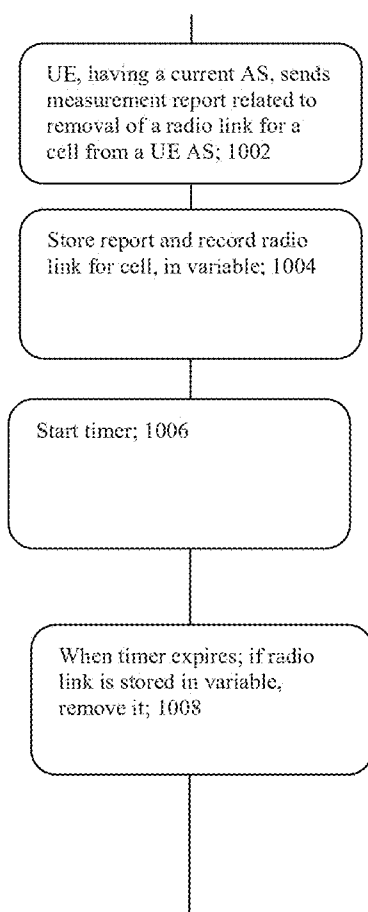 UE, having a current AS, sends
measurement report related to
removal of a radio link for a
cell from a UE AS; 1002
Store report and record radio
link for cell, in variable; 1004
Start timer; 1006
When timer expires; if radio
link is stored in variable,
remove it; 1008